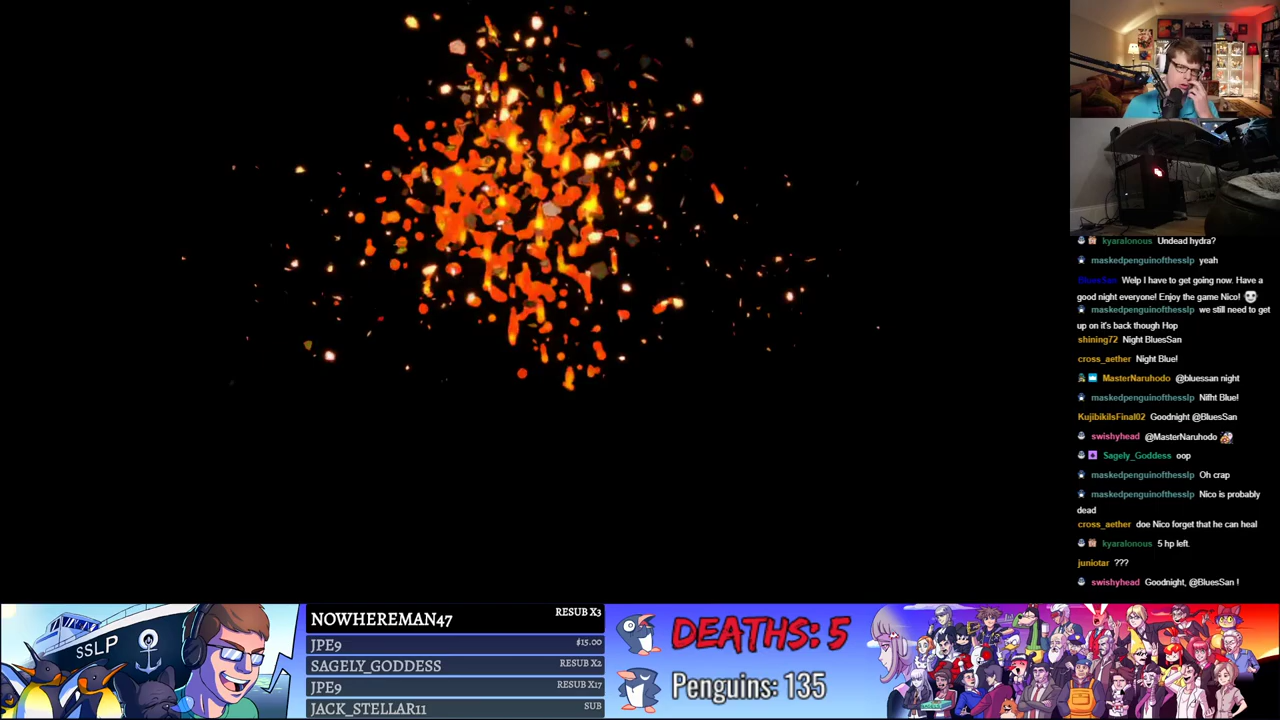 kyaralonous Undead hydra?
maskedpenguinofthesslp yeah
BluesSan Welp I have to get going now. Have a
good night everyone! Enjoy the game Nico!
maskedpenguinofthesslp we still need to get
up on it's back though Hop
shining72 Night BluesSan
cross_aether Night Blue!
MasterNaruhodo @bluessan night
maskedpenguinofthesslp Nifht Blue!
KujibikiIsFinal02 Goodnight @BluesSan
swishyhead @MasterNaruhodo
Sagely_Goddess oop
maskedpenguinofthesslp Oh crap
maskedpenguinofthesslp Nico is probably
dead
cross_aether doe Nico forget that he can heal
kyaralonous 5 hp left.
juniotar ???
swishyhead Goodnight, @BluesSan !
SSLP
NOWHEREMAN47 RESUB X3
JPE9 $15.00
SAGELY_GODDESS RESUB X2
JPE9 RESUB X17
JACK_STELLAR11 SUB
DEATHS: 5
Penguins: 135